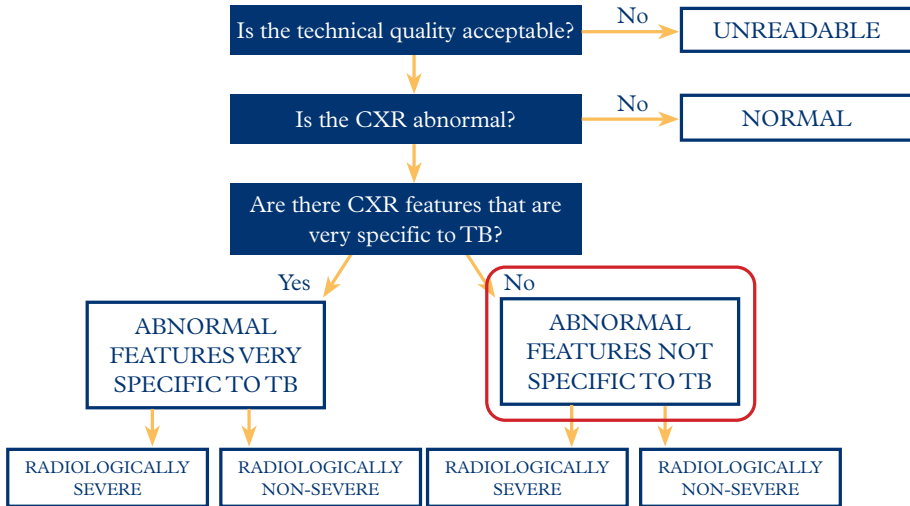 Is the technical quality acceptable?
No
UNREADABLE
Is the CXR abnormal?
No
NORMAL
Are there CXR features that are
very specific to TB?
Yes
No
ABNORMAL
FEATURES VERY
SPECIFIC TO TB
ABNORMAL
FEATURES NOT
SPECIFIC TO TB
RADIOLOGICALLY
SEVERE
RADIOLOGICALLY
NON-SEVERE
RADIOLOGICALLY
SEVERE
RADIOLOGICALLY
NON-SEVERE